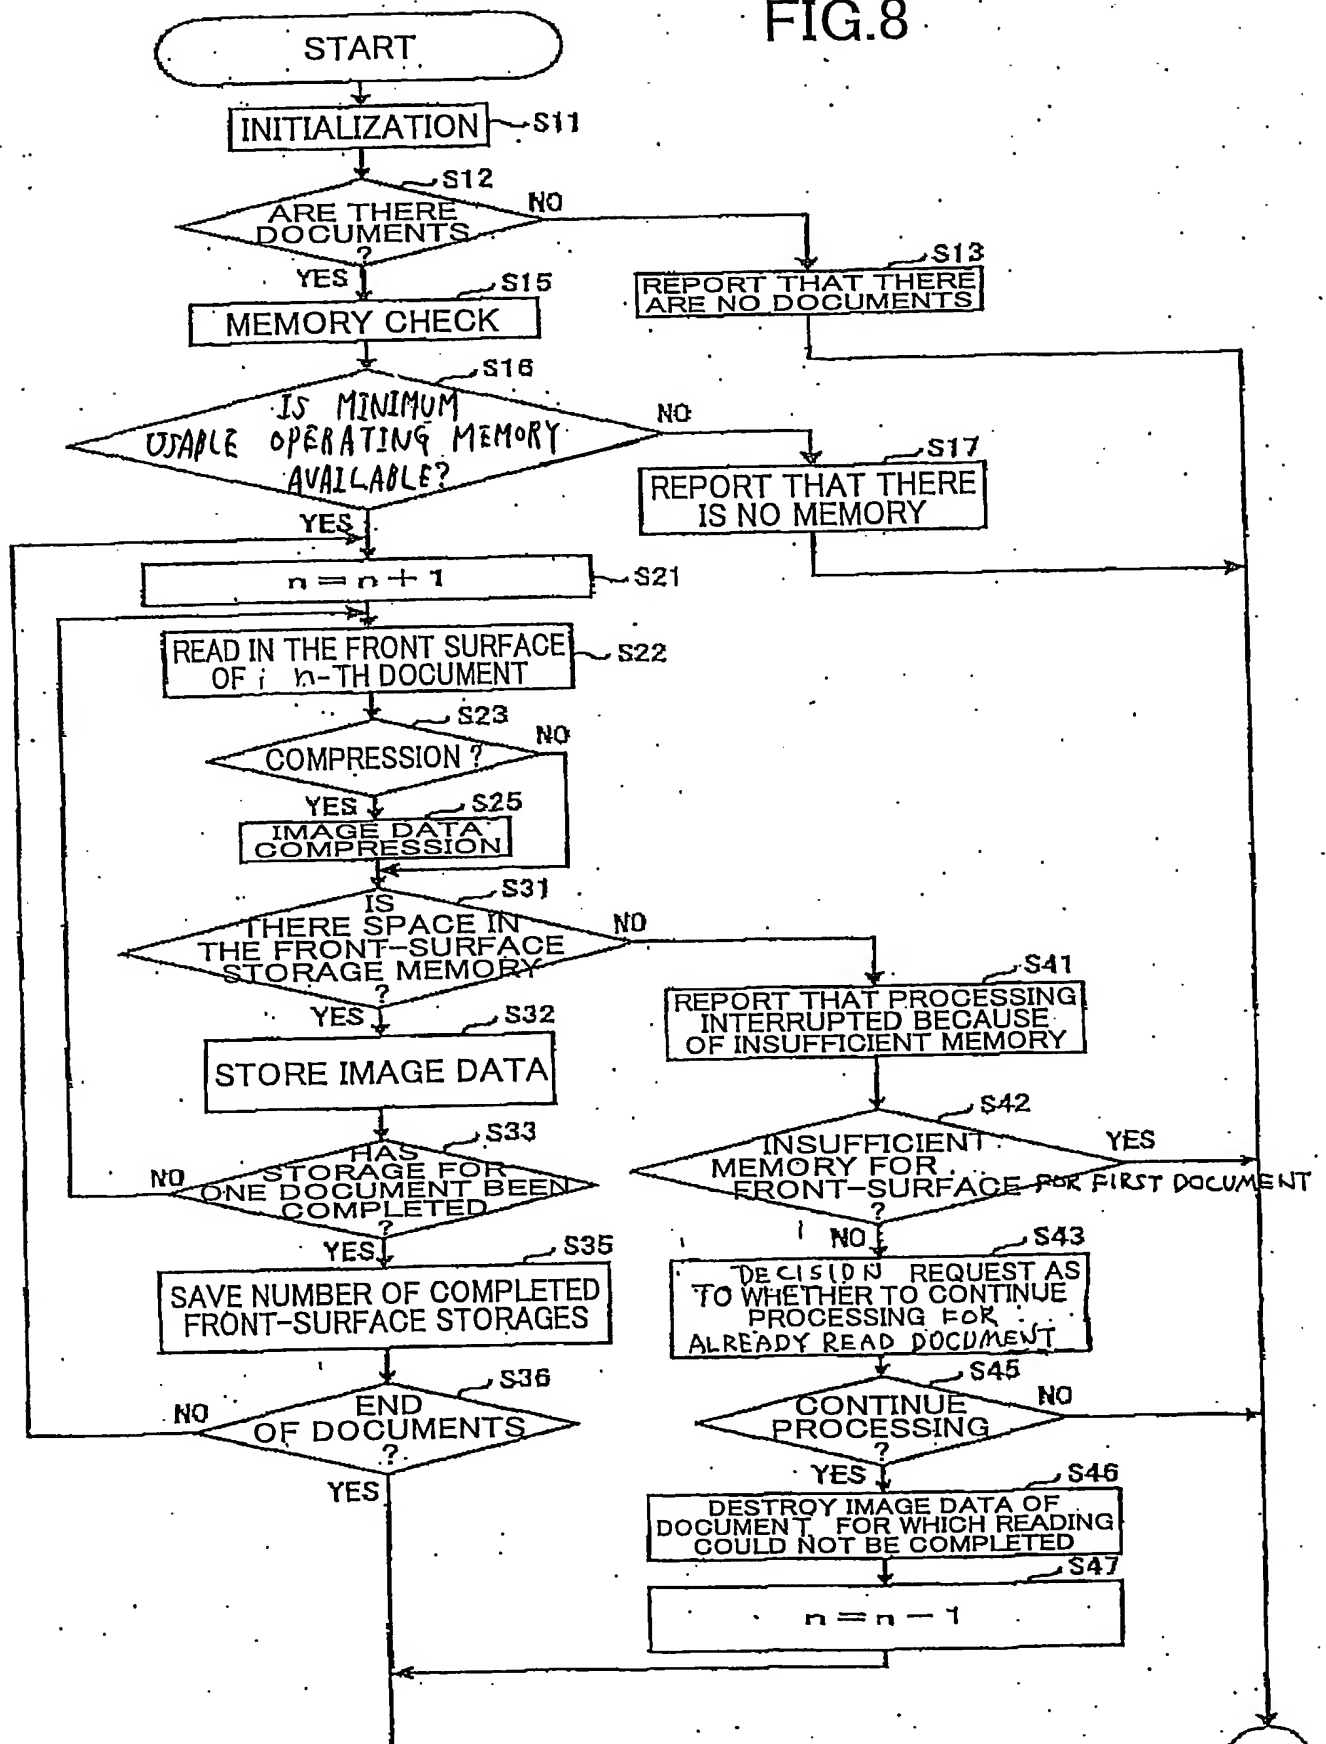 FIG.8
START
INITIALIZATION
S11
S12
ARE THERE
DOCUMENTS
?
NO
YES
S13
REPORT THAT THERE
ARE NO DOCUMENTS
S15
MEMORY CHECK
S16
IS MINIMUM
USABLE OPERATING MEMORY
AVAILABLE?
NO
YES
S17
REPORT THAT THERE
IS NO MEMORY
n=n+1
S21
READ IN THE FRONT SURFACE
OF i n-TH DOCUMENT
S22
S23
COMPRESSION ?
NO
YES
S25
IMAGE DATA
COMPRESSION
S31
IS
THERE SPACE IN
THE FRONT-SURFACE
STORAGE MEMORY
?
NO
YES
S32
STORE IMAGE DATA
S33
HAS
STORAGE FOR
ONE DOCUMENT BEEN
COMPLETED
?
NO
YES
S35
SAVE NUMBER OF COMPLETED
FRONT-SURFACE STORAGES
S36
END
OF DOCUMENTS
?
NO
YES
S41
REPORT THAT PROCESSING
INTERRUPTED BECAUSE
OF INSUFFICIENT MEMORY
S42
INSUFFICIENT
MEMORY FOR
FRONT-SURFACE FOR FIRST DOCUMENT
?
YES
NO
S43
DECISION REQUEST AS
TO WHETHER TO CONTINUE
PROCESSING FOR
ALREADY READ DOCUMENT
S45
CONTINUE
PROCESSING
?
NO
YES
S46
DESTROY IMAGE DATA OF
DOCUMENT FOR WHICH READING
COULD NOT BE COMPLETED
S47
n=n-1